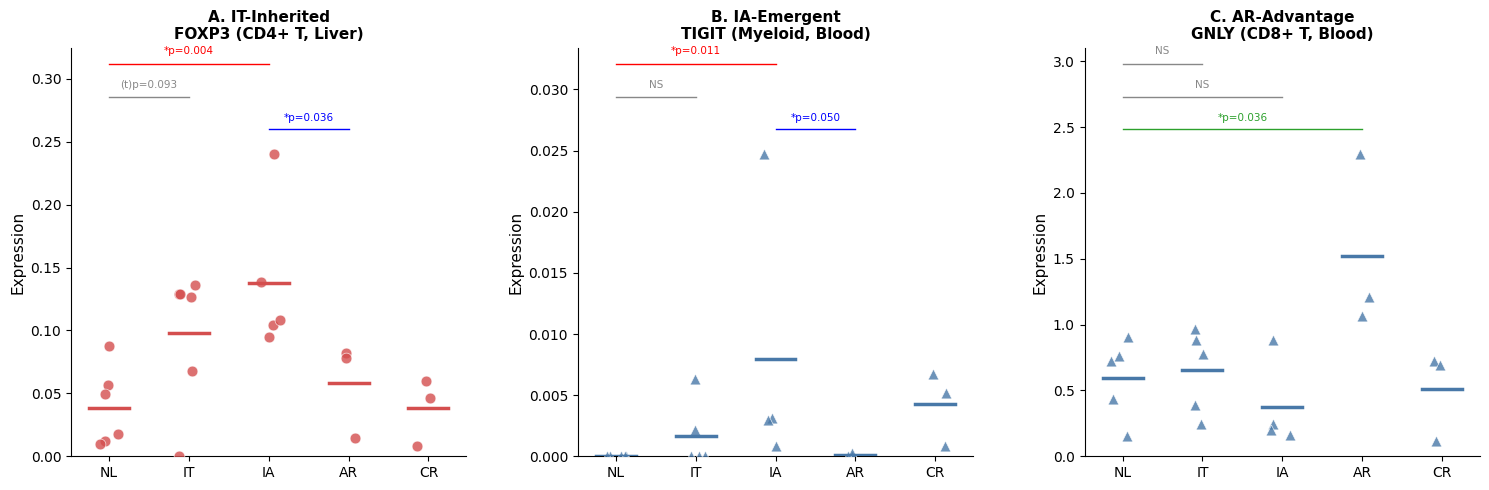 A. IT-Inherited
FOXP3 (CD4+ T, Liver)
*p=0.004
(t)p=0.093
*p=0.036
Expression
0.30
0.25
0.20
0.15
0.10
0.05
0.00
NL IT IA AR CR
B. IA-Emergent
TIGIT (Myeloid, Blood)
*p=0.011
NS
*p=0.050
Expression
0.030
0.025
0.020
0.015
0.010
0.005
0.000
NL IT IA AR CR
C. AR-Advantage
GNLY (CD8+ T, Blood)
NS
NS
*p=0.036
Expression
3.0
2.5
2.0
1.5
1.0
0.5
0.0
NL IT IA AR CR